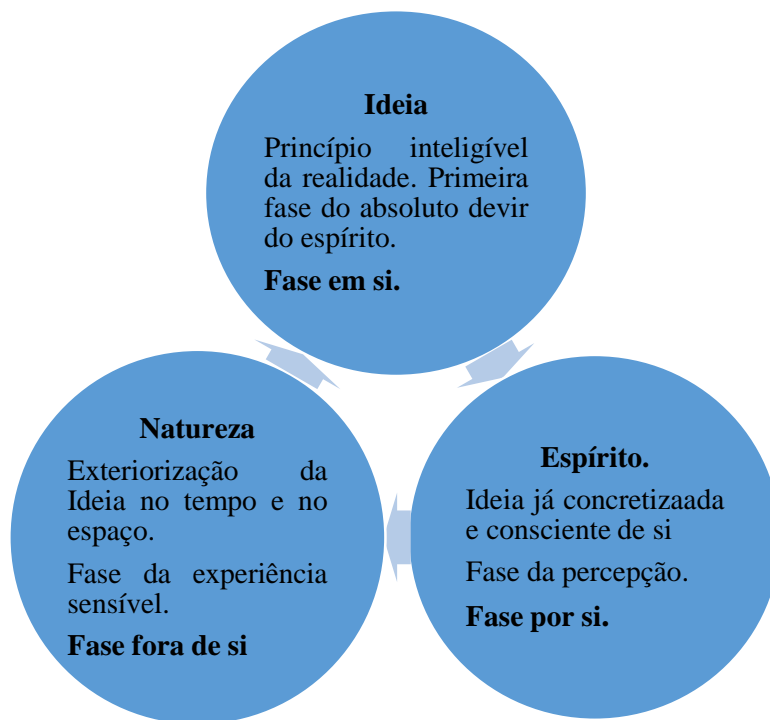 Ideia
Princípio inteligível
da realidade. Primeira
fase do absoluto devir
do espírito.
Fase em si.
Natureza
Exteriorização da
Ideia no tempo e no
espaço.
Fase da experiência
sensível.
Fase fora de si
Espírito.
Ideia já concretizaada
e consciente de si
Fase da percepção.
Fase por si.